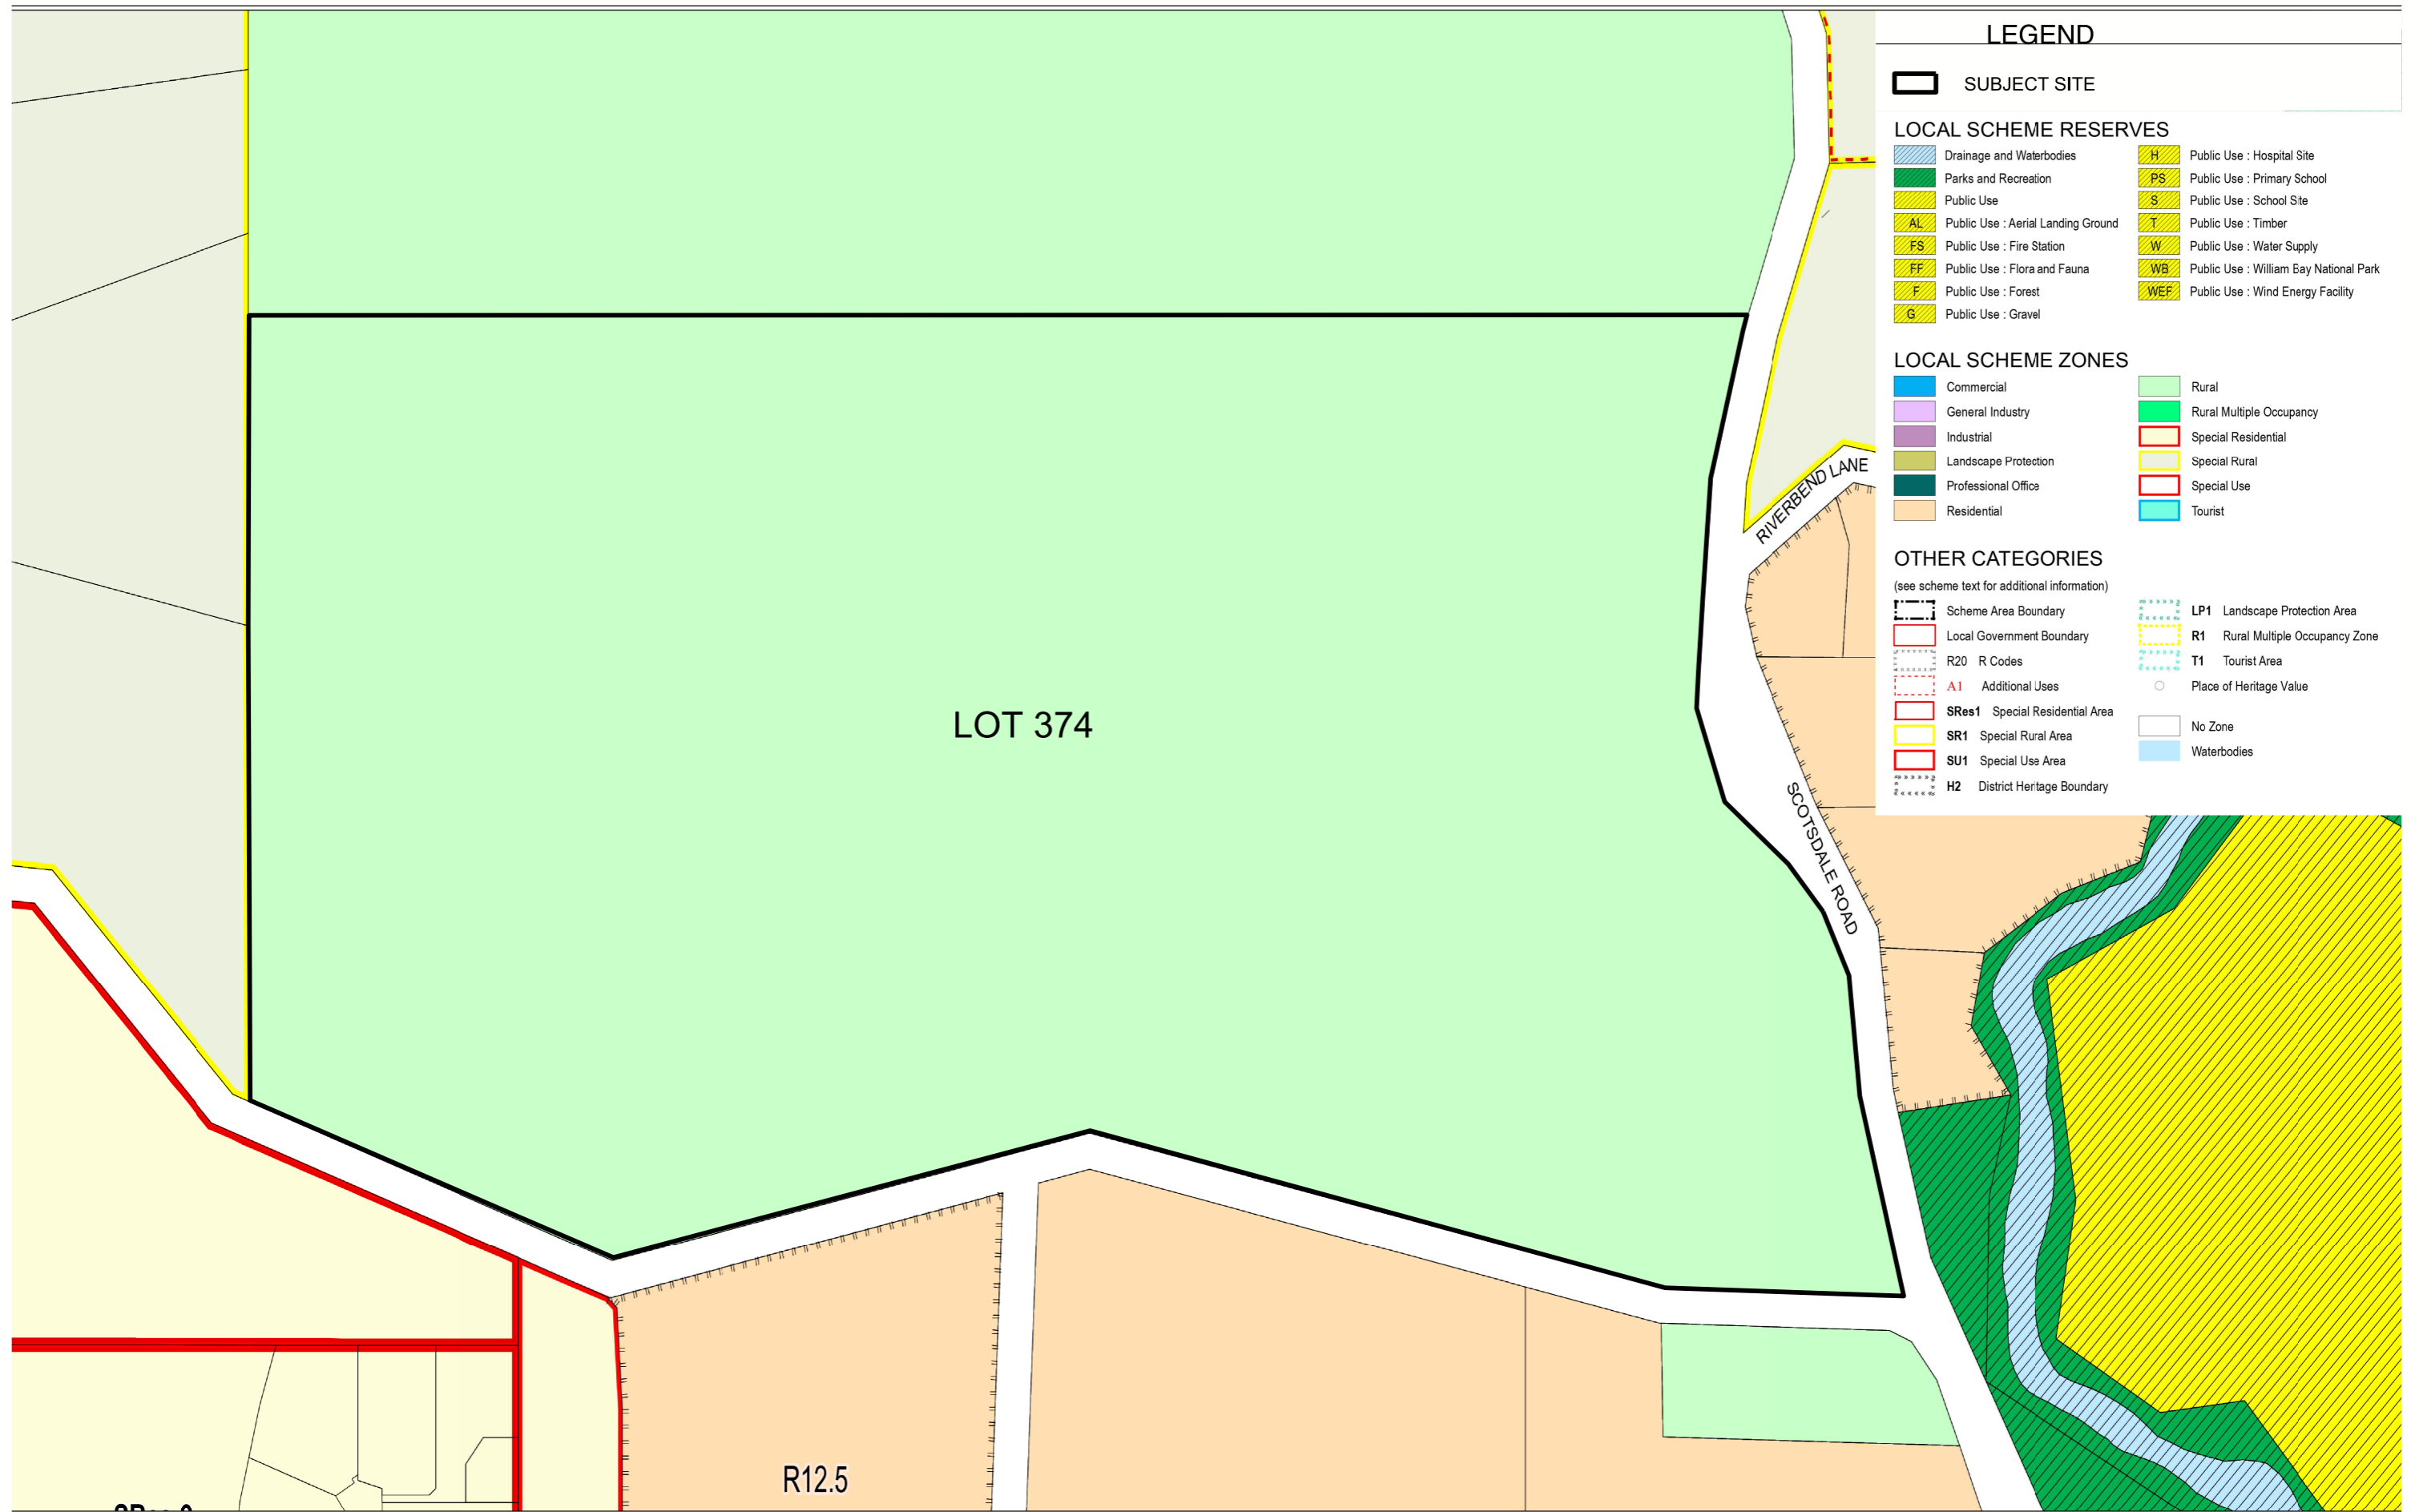 LEGEND
SUBJECT SITE
LOCAL SCHEME RESERVES
Drainage and Waterbodies
Parks and Recreation
Public Use
AL Public Use : Aerial Landing Ground
FS Public Use : Fire Station
FF Public Use : Flora and Fauna
F Public Use : Forest
G Public Use : Gravel
H Public Use : Hospital Site
PS Public Use : Primary School
S Public Use : School Site
T Public Use : Timber
W Public Use : Water Supply
WB Public Use : William Bay National Park
WEF Public Use : Wind Energy Facility
LOCAL SCHEME ZONES
Commercial
General Industry
Industrial
Landscape Protection
Professional Office
Residential
Rural
Rural Multiple Occupancy
Special Residential
Special Rural
Special Use
Tourist
OTHER CATEGORIES
(see scheme text for additional information)
Scheme Area Boundary
Local Government Boundary
R20 R Codes
A1 Additional Uses
SRes1 Special Residential Area
SR1 Special Rural Area
SU1 Special Use Area
H2 District Heritage Boundary
LP1 Landscape Protection Area
R1 Rural Multiple Occupancy Zone
T1 Tourist Area
Place of Heritage Value
No Zone
Waterbodies
RIVERBEND LANE
LOT 374
SCOTSDALE ROAD
R12.5